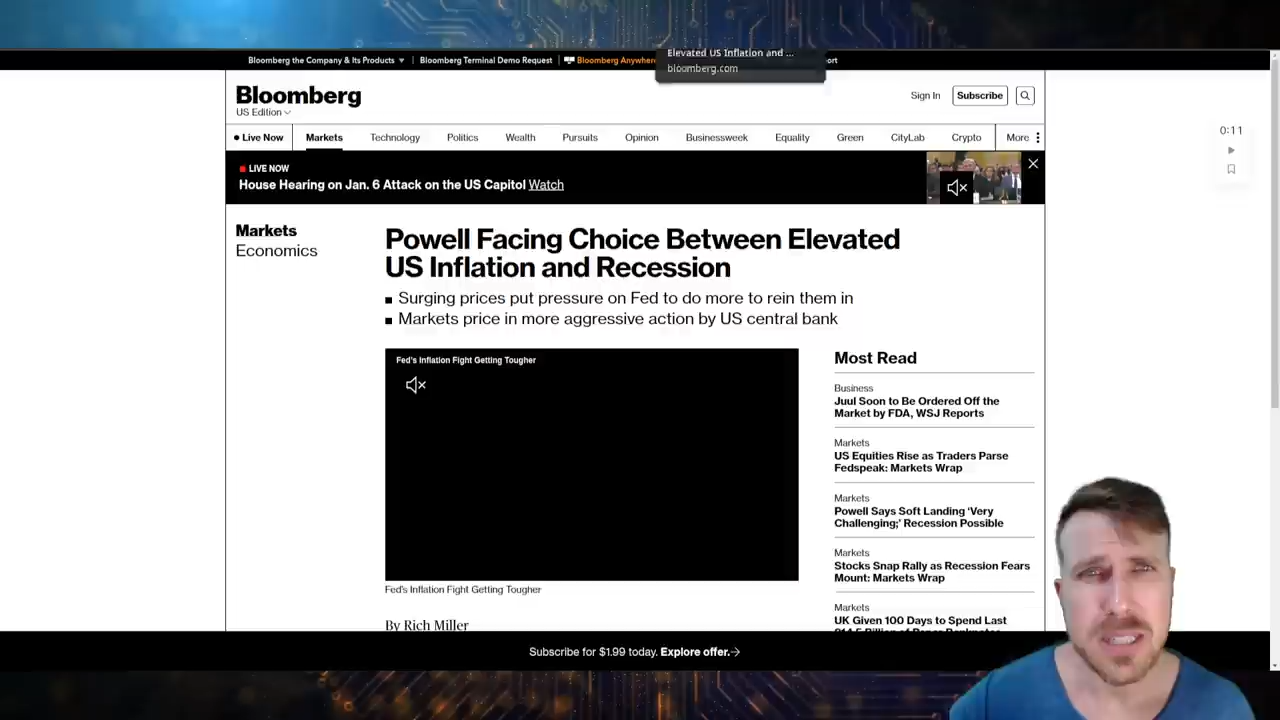 Elevated US Inflation and ...
bloomberg.com
Bloomberg the Company & Its Products ▾
Bloomberg Terminal Demo Request
Bloomberg Anywhere
Bloomberg
US Edition
Sign In
Subscribe
Live Now
Markets
Technology
Politics
Wealth
Pursuits
Opinion
Businessweek
Equality
Green
CityLab
Crypto
More
0:11
LIVE NOW
House Hearing on Jan. 6 Attack on the US Capitol Watch
Markets
Economics
Powell Facing Choice Between Elevated
US Inflation and Recession
Surging prices put pressure on Fed to do more to rein them in
Markets price in more aggressive action by US central bank
Fed's Inflation Fight Getting Tougher
Fed's Inflation Fight Getting Tougher
By Rich Miller
Most Read
Business
Juul Soon to Be Ordered Off the
Market by FDA, WSJ Reports
Markets
US Equities Rise as Traders Parse
Fedspeak: Markets Wrap
Markets
Powell Says Soft Landing ‘Very
Challenging;’ Recession Possible
Markets
Stocks Snap Rally as Recession Fears
Mount: Markets Wrap
Markets
UK Given 100 Days to Spend Last
Subscribe for $1.99 today. Explore offer.